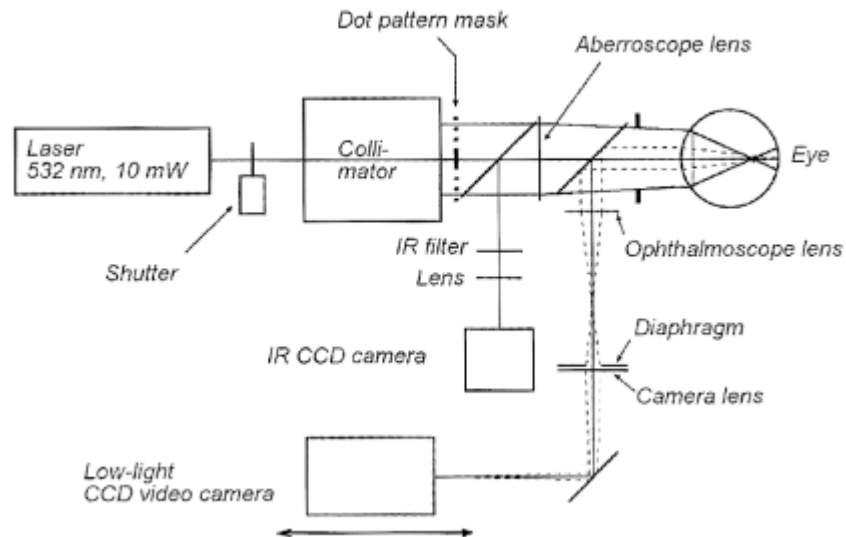 Dot pattern mask
Aberroscope lens
Laser
532 nm, 10 mW
Colli-
mator
Eye
Shutter
IR filter
Lens
Ophthalmoscope lens
IR CCD camera
Diaphragm
Camera lens
Low-light
CCD video camera